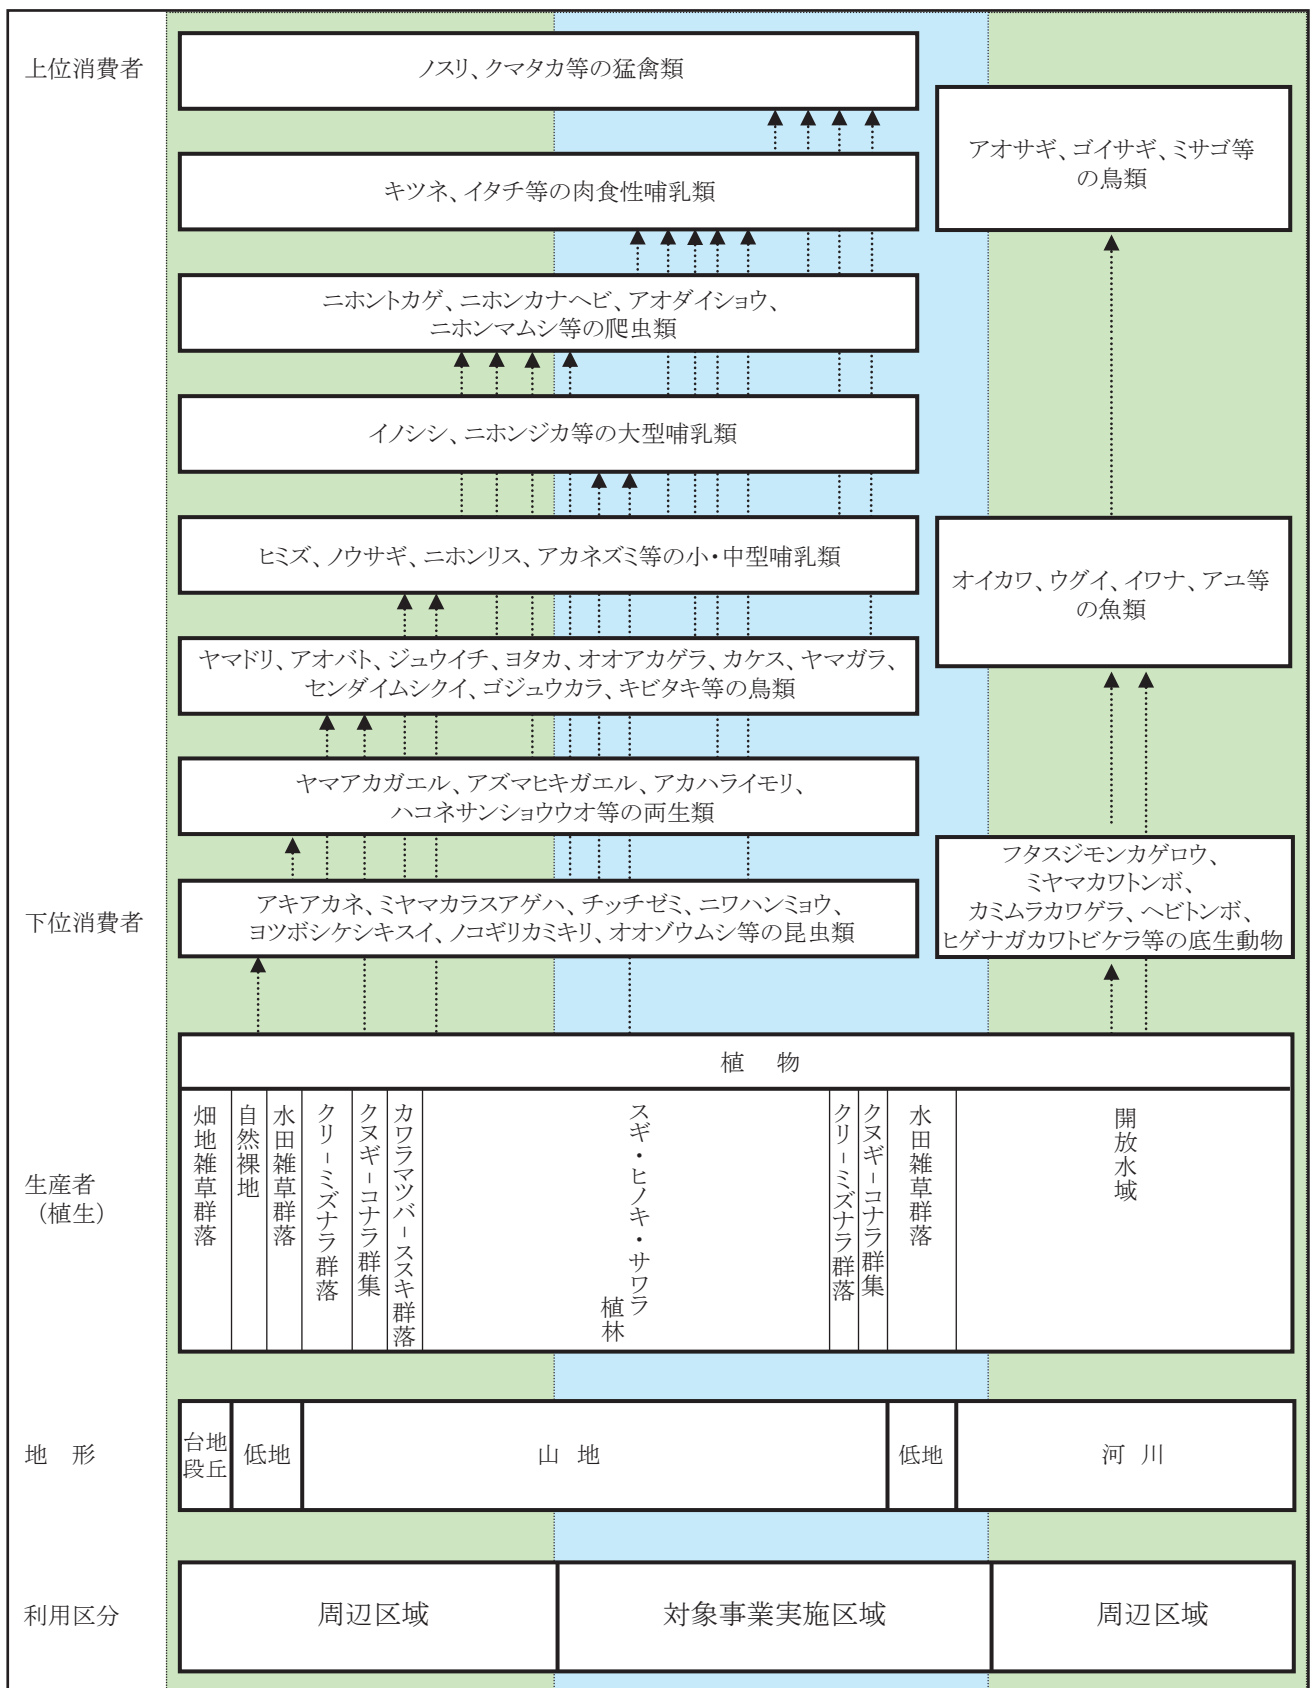 上位消費者
ノスリ、クマタカ等の猛禽類
アオサギ、ゴイサギ、ミサゴ等
の鳥類
キツネ、イタチ等の肉食性哺乳類
ニホントカゲ、ニホンカナヘビ、アオダイショウ、
ニホンマムシ等の爬虫類
イノシシ、ニホンジカ等の大型哺乳類
ヒミズ、ノウサギ、ニホンリス、アカネズミ等の小・中型哺乳類
オイカワ、ウグイ、イワナ、アユ等
の魚類
ヤマドリ、アオバト、ジュウイチ、ヨタカ、オオアカゲラ、カケス、ヤマガラ、
センダイムシクイ、ゴジュウカラ、キビタキ等の鳥類
ヤマアカガエル、アズマヒキガエル、アカハライモリ、
ハコネサンショウウオ等の両生類
下位消費者
アキアカネ、ミヤマカラスアゲハ、チッチゼミ、ニワハンミョウ、
ヨツボシケシキスイ、ノコギリカミキリ、オオゾウムシ等の昆虫類
フタスジモンカゲロウ、
ミヤマカワトンボ、
カミムラカワゲラ、ヘビトンボ、
ヒゲナガカワトビケラ等の底生動物
植 物
生産者
（植生）
畑地雑草群落
自然裸地
水田雑草群落
クリ－ミズナラ群落
クヌギ－コナラ群集
カワラマツバ－ススキ群落
スギ・ヒノキ・サワラ
植林
クリ－ミズナラ群落
クヌギ－コナラ群集
水田雑草群落
開放水域
地 形
台地
段丘
低地
山 地
低地
河 川
利用区分
周辺区域
対象事業実施区域
周辺区域